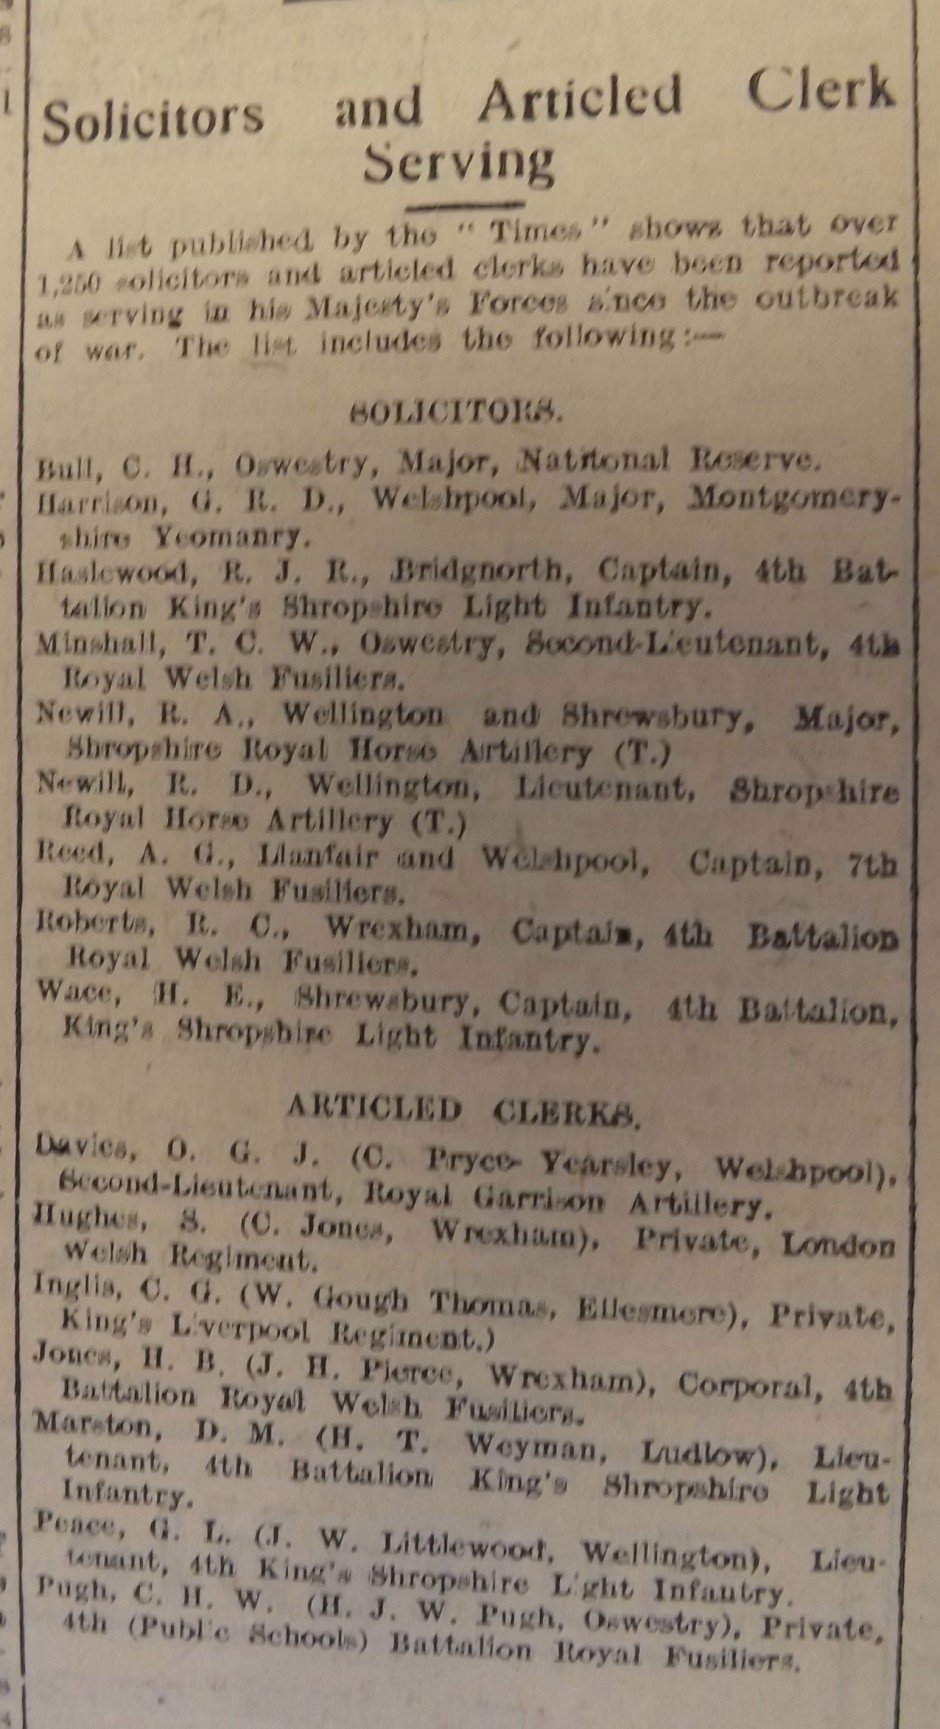 Solicitors and Articled Clerk
Serving
A list published by the "Times" shows that over
1,250 solicitors and articled clerks have been reported
as serving in his Majesty's Forces since the outbreak
of war. The list includes the following:—
SOLICITORS.
Bull, C. H., Oswestry, Major, Natitonal Reserve.
Harrison, G. R. D., Welshpool, Major, Montgomery-
shire Yeomanry.
Haslewood, R. J. R., Bridgnorth, Captain, 4th Bat-
talion King's Shropshire Light Infantry.
Minshall, T. C. W., Oswestry, Second-Lieutenant, 4th
Royal Welsh Fusiliers.
Newill, R. A., Wellington and Shrewsbury, Major,
Shropshire Royal Horse Artillery (T.)
Newill, R. D., Wellington, Lieutenant, Shropshire
Royal Horse Artillery (T.)
Reed, A. G., Llanfair and Welshpool, Captain, 7th
Royal Welsh Fusiliers.
Roberts, R. C., Wrexham, Captain, 4th Battalion
Royal Welsh Fusiliers.
Wace, H. E., Shrewsbury, Captain, 4th Battalion,
King's Shropshire Light Infantry.
ARTICLED CLERKS.
Davies, O. G. J. (C. Pryce- Yearsley, Welshpool),
Second-Lieutenant, Royal Garrison Artillery.
Hughes, S. (C. Jones, Wrexham), Private, London
Welsh Regiment.
Inglis, C. G. (W. Gough Thomas, Ellesmere), Private,
King's Liverpool Regiment.)
Jones, H. B. (J. H. Pierce, Wrexham), Corporal, 4th
Battalion Royal Welsh Fusiliers.
Marston, D. M. (H. T. Weyman, Ludlow), Lieu-
tenant, 4th Battalion King's Shropshire Light
Infantry.
Peace, G. L. (J. W. Littlewood, Wellington), Lieu-
tenant, 4th King's Shropshire Light Infantry.
Pugh, C. H. W. (H. J. W. Pugh, Oswestry), Private,
4th (Public Schools) Battalion Royal Fusiliers.